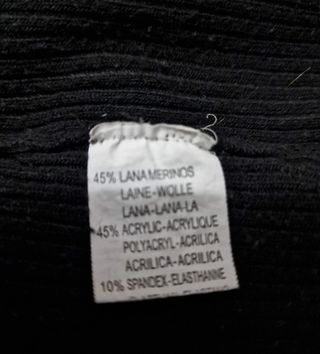 45% LANA MERINOS
LAINE-WOLLE
LANA-LANA-LA
45% ACRYLIC-ACRYLIQUE
POLYACRYL-ACRILICA
ACRILICA-ACRILICA
10% SPANDEX-ELASTHANNE